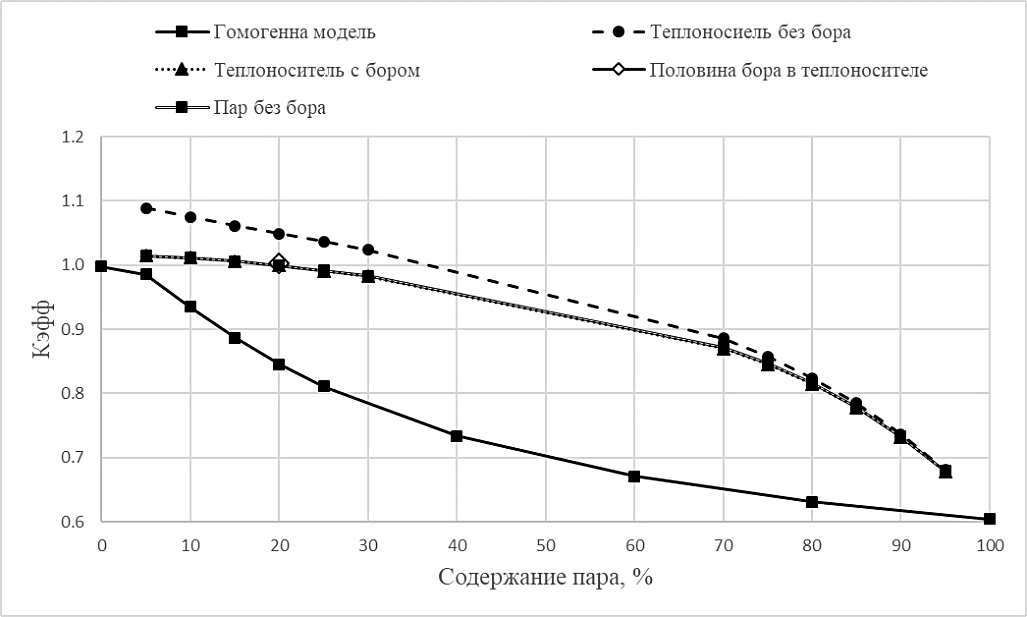 Гомогенна модель
Теплоносиель без бора
Теплоноситель с бором
Половина бора в теплоносителе
Пар без бора
1.2
1.1
1.0
0.9
0.8
0.7
0.6
Кэфф
0 10 20 30 40 50 60 70 80 90 100
Содержание пара, %